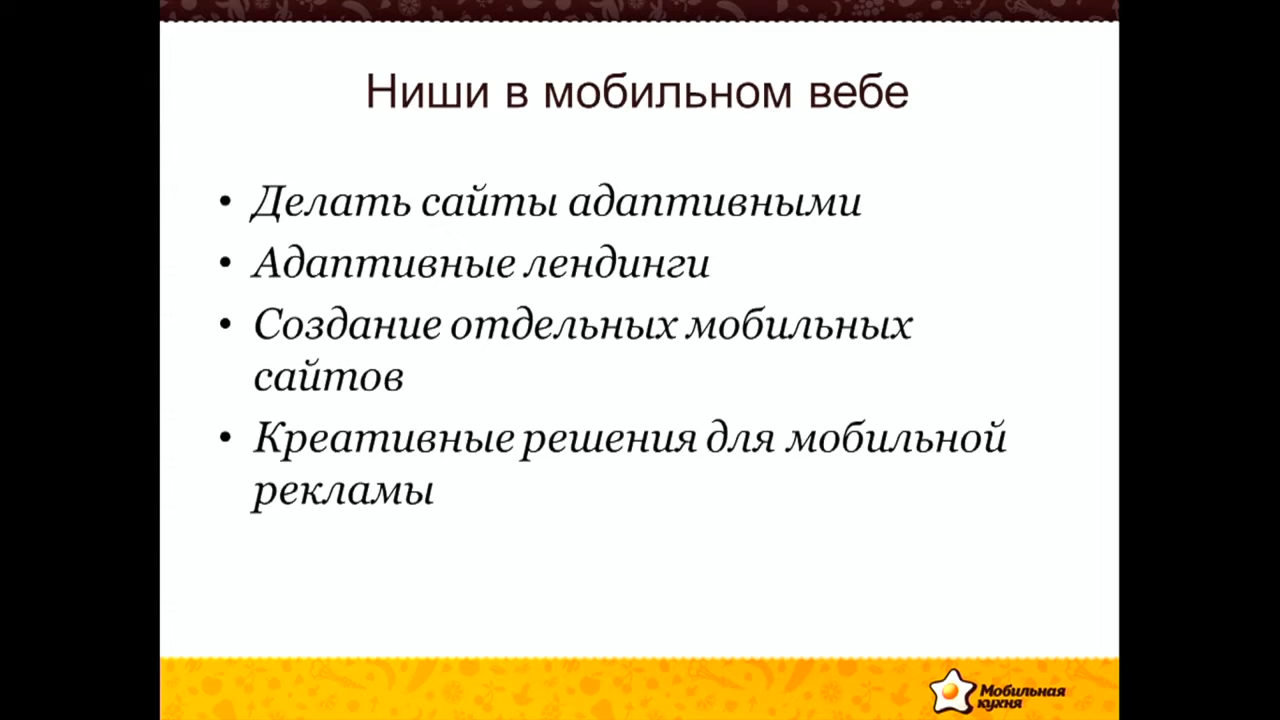 Ниши в мобильном вебе
• Делать сайты адаптивными
• Адаптивные лендинги
• Создание отдельных мобильных
сайтов
• Креативные решения для мобильной
рекламы
Мобильная
кухня